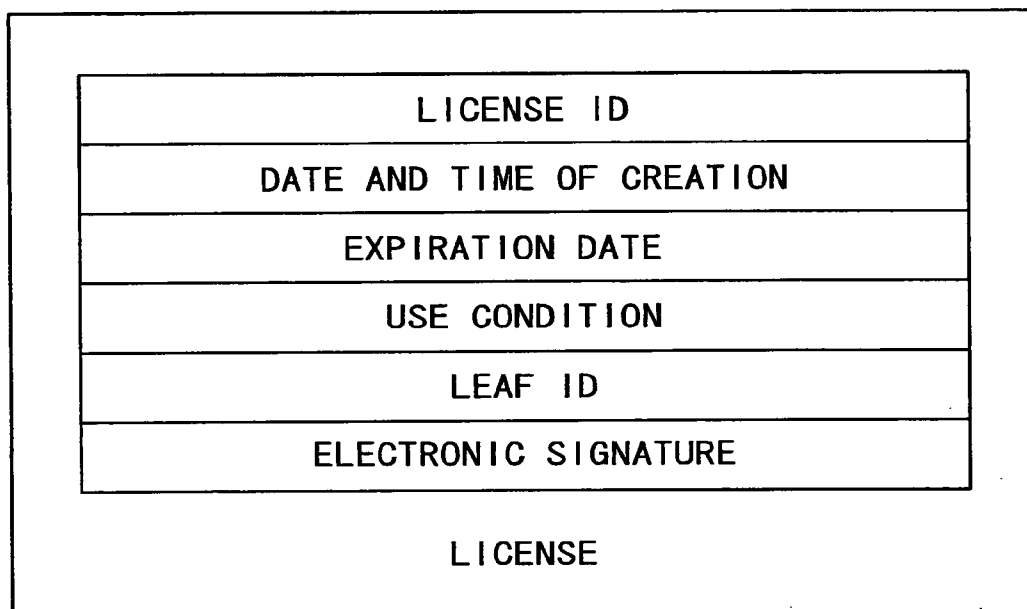 LICENSE ID
DATE AND TIME OF CREATION
EXPIRATION DATE
USE CONDITION
LEAF ID
ELECTRONIC SIGNATURE
LICENSE